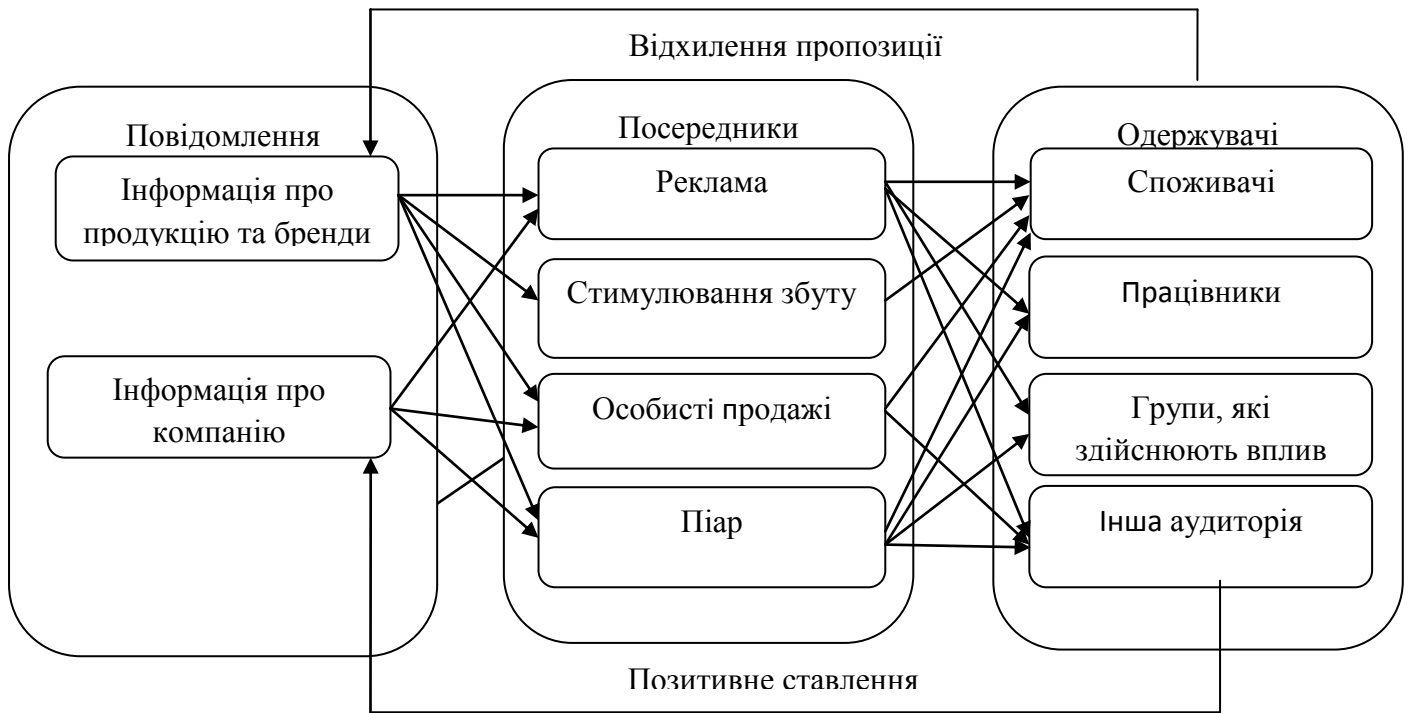 Відхилення пропозиції
Повідомлення
Інформація про
продукцію та бренди
Інформація про
компанію
Посередники
Реклама
Стимулювання збуту
Особисті продажі
Піар
Одержувачі
Споживачі
Працівники
Групи, які
здійснюють вплив
Інша аудиторія
Позитивне ставлення